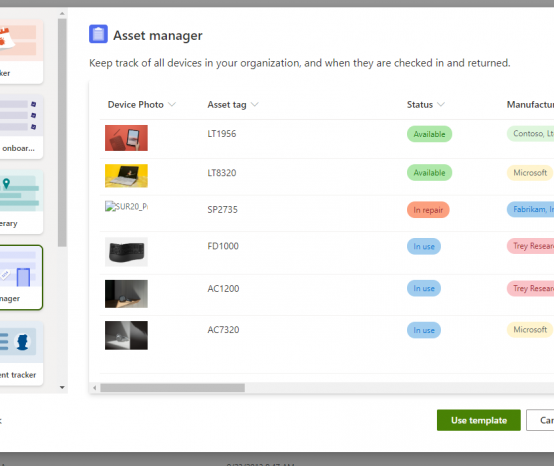 Asset manager
Keep track of all devices in your organization, and when they are checked in and returned.
Device Photo Asset tag Status Manufactur
LT1956 Available Contoso, Lt
LT8320 Available Microsoft
SUR20_P SP2735 In repair Fabrikam, In
FD1000 In use Trey Resear
AC1200 In use Trey Resear
AC7320 In use Microsoft
ker
onboar...
erary
nager
ent tracker
Use template Can